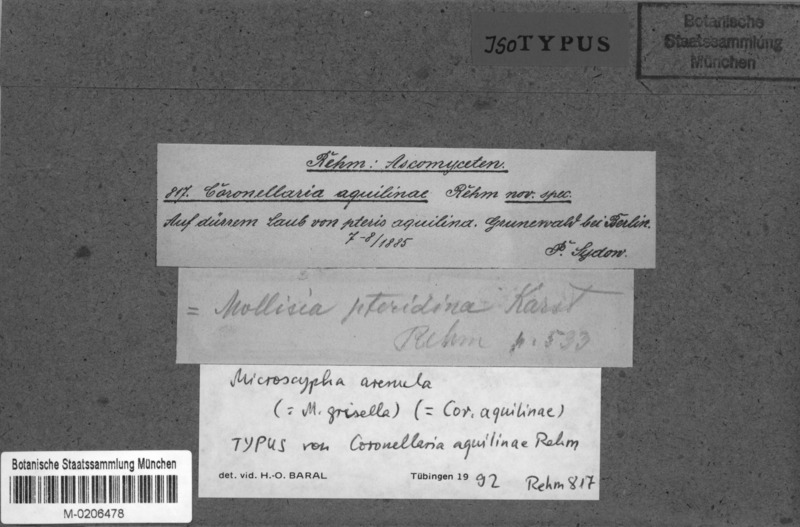 ISOTYPUS
Botanische
Staatssammlung
München
Rehm: Ascomyceten.
817. Coronellaria aquilinae Rehm nov. spec.
Auf dürrem Laub von pteris aquilina. Grunewald bei Berlin.
7-8/1885
P. Sydow.
= Mollisia pteridina Karst
Rehm p. 533
Microscypha arenula
(= M. grisella) (= Cor. aquilinae)
TYPUS von Coronellaria aquilinae Rehm
det. vid. H.-O. BARAL Tübingen 19 92 Rehm 817
Botanische Staatssammlung München
M-0206478